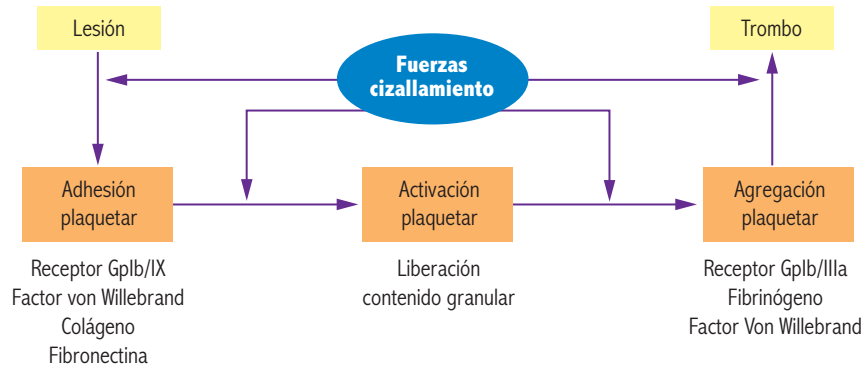 Lesión
Fuerzas
cizallamiento
Trombo
Adhesión
plaquetar
Activación
plaquetar
Agregación
plaquetar
Receptor GpIb/IX
Factor von Willebrand
Colágeno
Fibronectina
Liberación
contenido granular
Receptor GpIb/IIIa
Fibrinógeno
Factor Von Willebrand